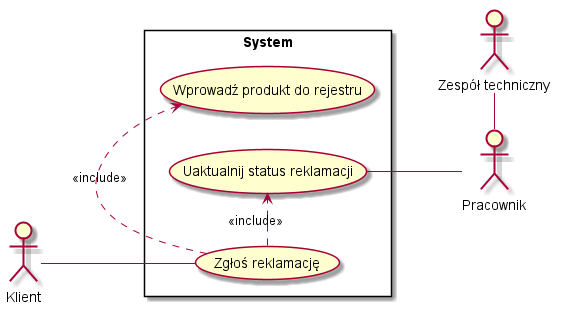 System
Zespół techniczny
Wprowadź produkt do rejestru
Uaktualnij status reklamacji
«include»
Pracownik
«include»
Zgłoś reklamację
Klient